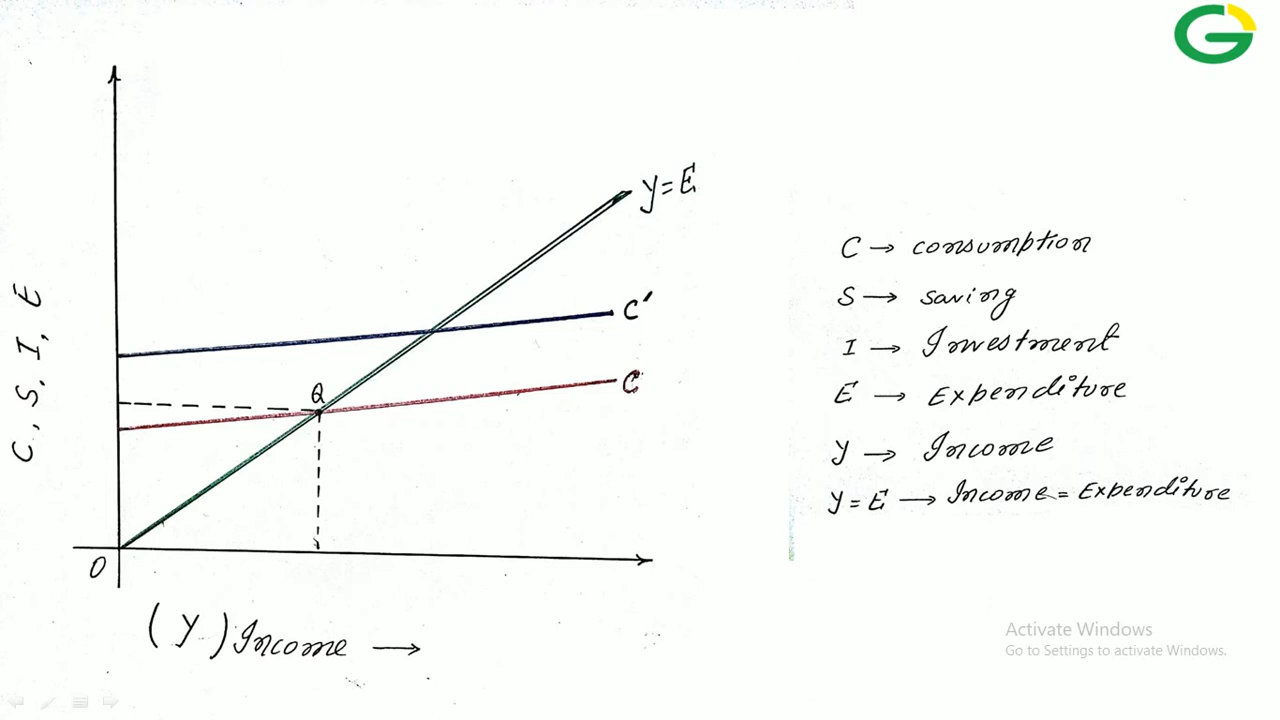 G
C, S, I, E
y=E
C'
Q
C
O
(y) Income →
C → consumption
S → saving
I → Investment
E → Expenditure
y → Income
y = E → Income = Expenditure
Activate Windows
Go to Settings to activate Windows.